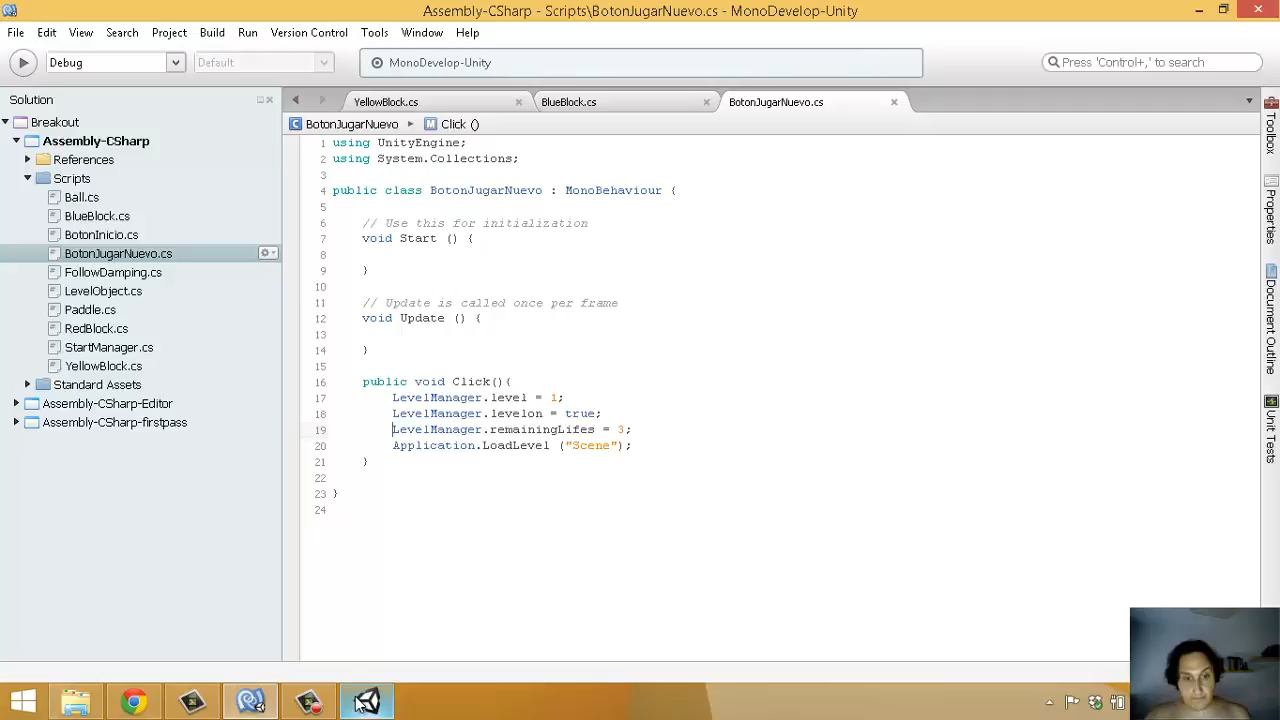 Assembly-CSharp - Scripts\BotonJugarNuevo.cs - MonoDevelop-Unity
File Edit View Search Project Build Run Version Control Tools Window Help
Debug Default MonoDevelop-Unity Press 'Control+,' to search
Solution
YellowBlock.cs BlueBlock.cs BotonJugarNuevo.cs
BotonJugarNuevo Click ()
Breakout
Assembly-CSharp
References
Scripts
Ball.cs
BlueBlock.cs
BotonInicio.cs
BotonJugarNuevo.cs
FollowDamping.cs
LevelObject.cs
Paddle.cs
RedBlock.cs
StartManager.cs
YellowBlock.cs
Standard Assets
Assembly-CSharp-Editor
Assembly-CSharp-firstpass
1 using UnityEngine;
2 using System.Collections;
3
4 public class BotonJugarNuevo : MonoBehaviour {
5
6 // Use this for initialization
7 void Start () {
8
9 }
10
11 // Update is called once per frame
12 void Update () {
13
14 }
15
16 public void Click(){
17 LevelManager.level = 1;
18 LevelManager.levelon = true;
19 LevelManager.remainingLifes = 3;
20 Application.LoadLevel ("Scene");
21 }
22
23 }
24
Toolbox
Properties
Document Outline
Unit Tests